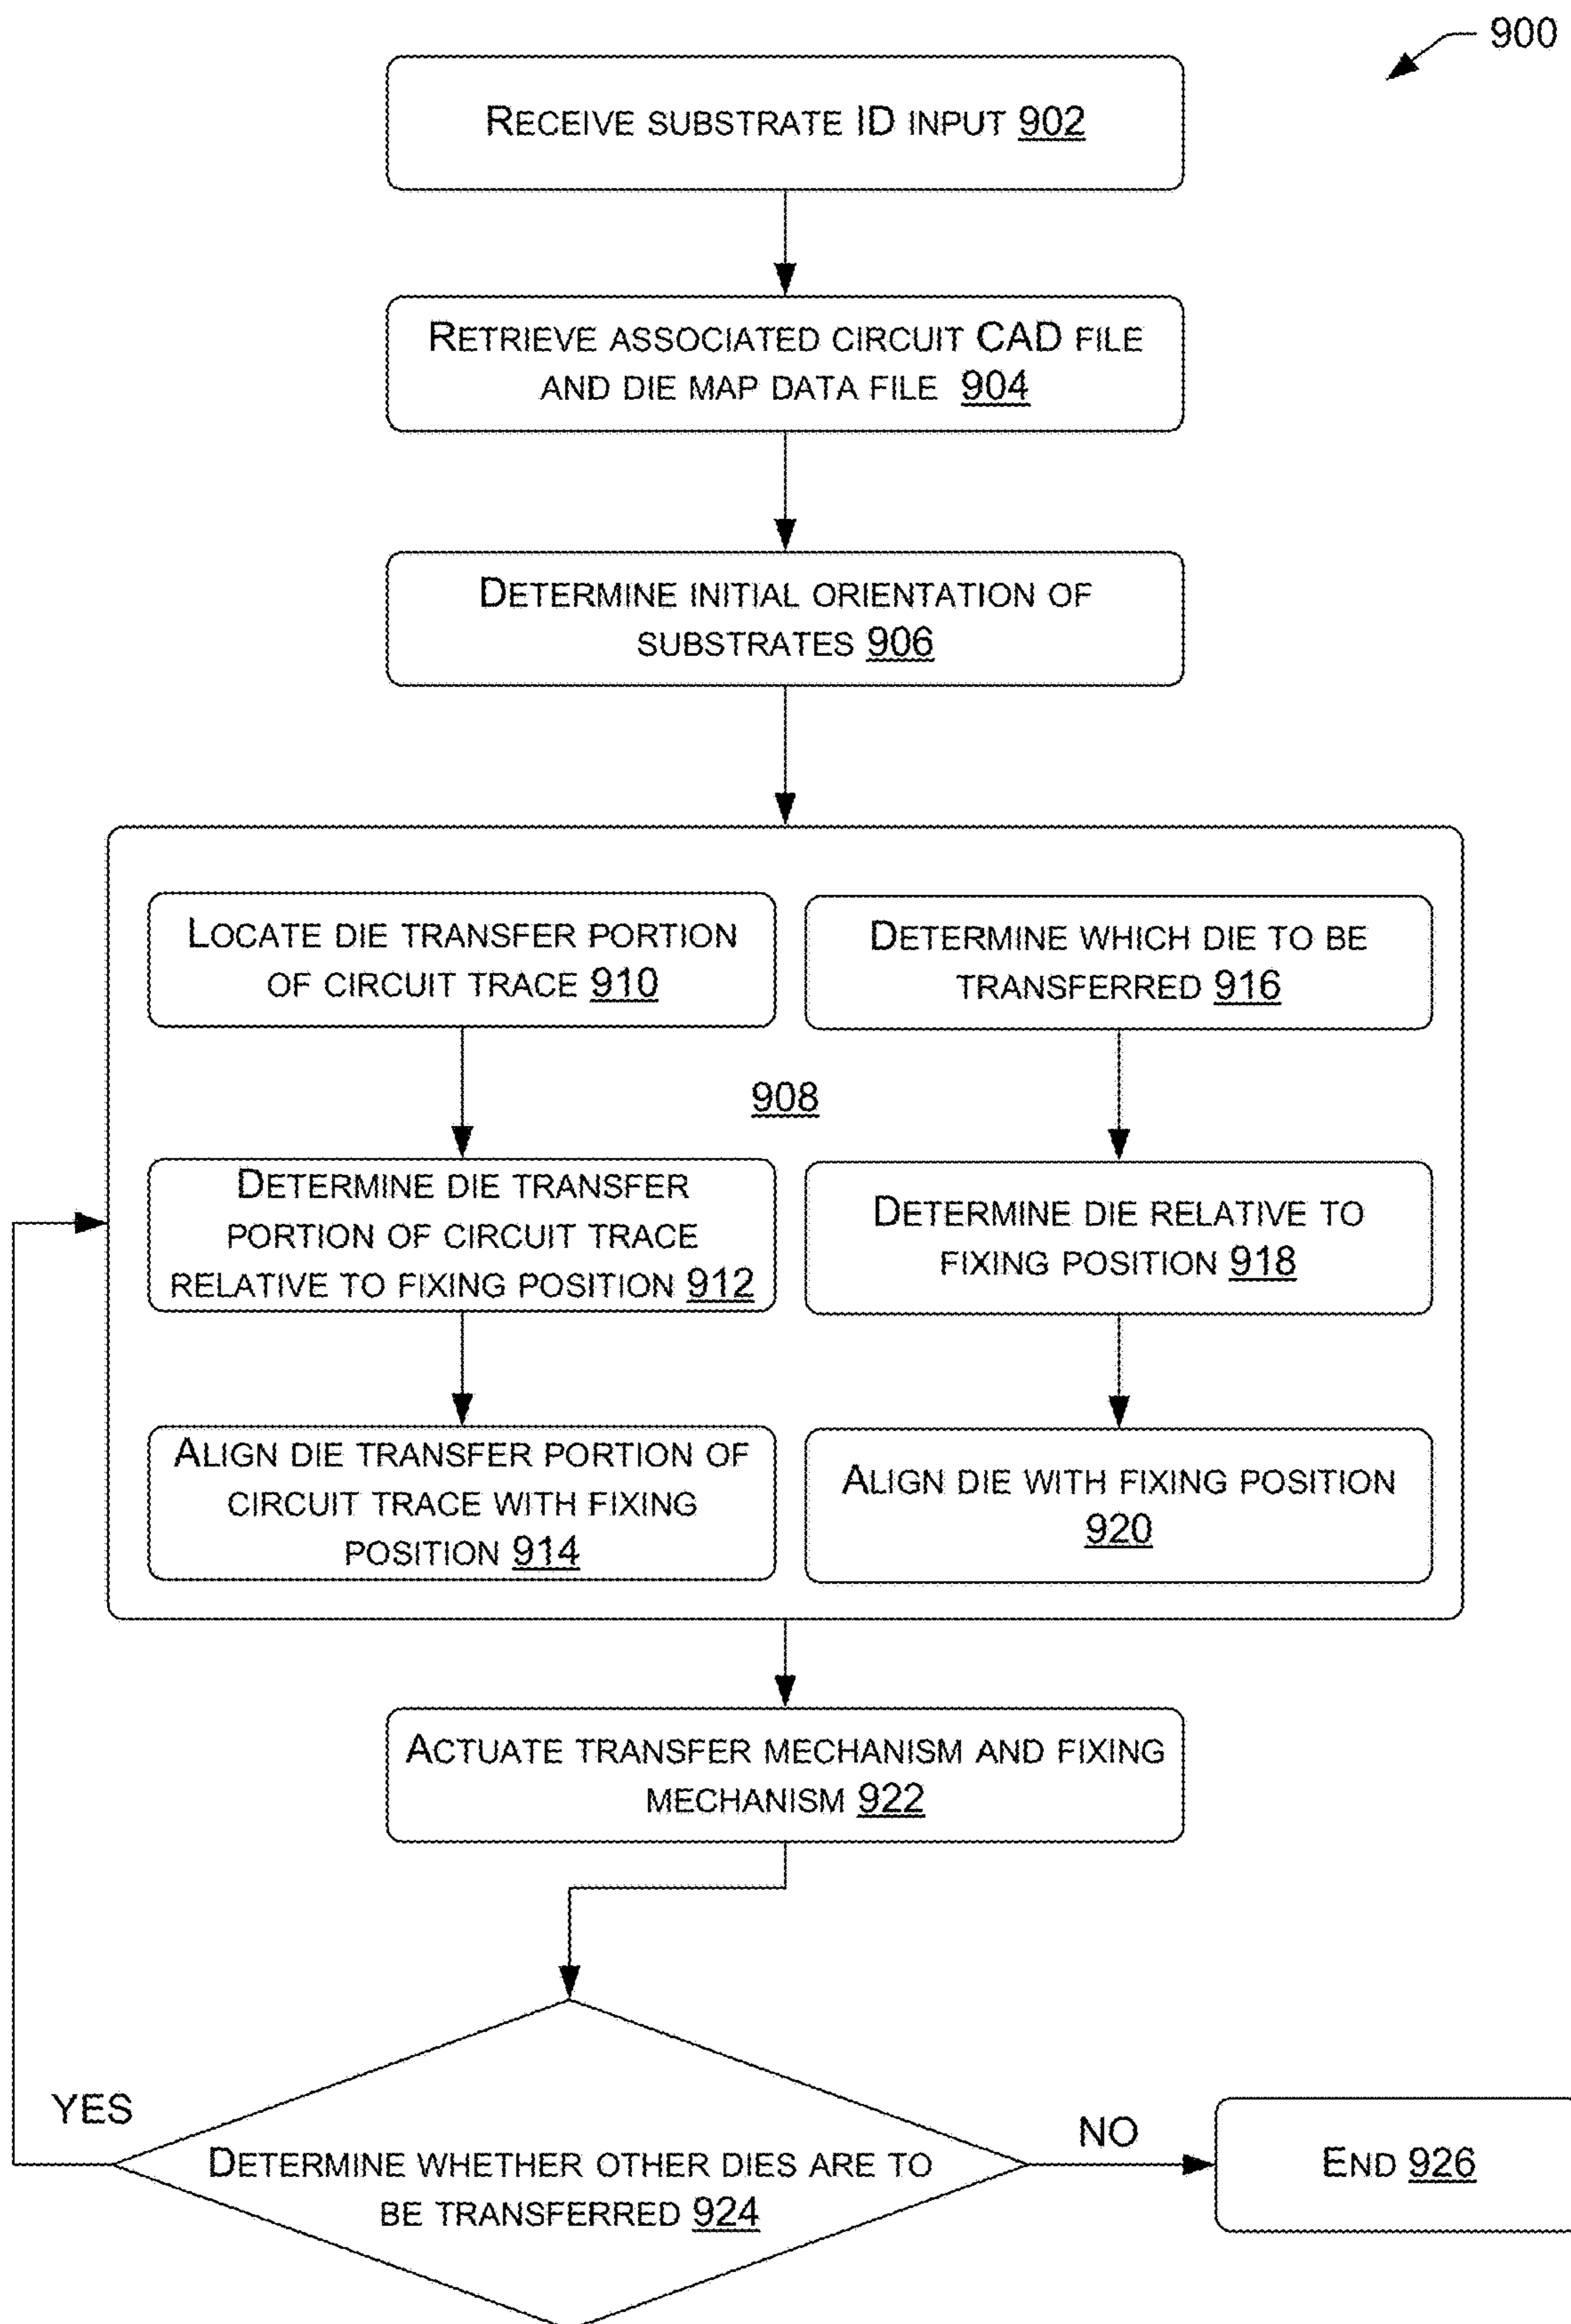 900
RECEIVE SUBSTRATE ID INPUT 902
RETRIEVE ASSOCIATED CIRCUIT CAD FILE
AND DIE MAP DATA FILE 904
DETERMINE INITIAL ORIENTATION OF
SUBSTRATES 906
LOCATE DIE TRANSFER PORTION
OF CIRCUIT TRACE 910
DETERMINE WHICH DIE TO BE
TRANSFERRED 916
908
DETERMINE DIE TRANSFER
PORTION OF CIRCUIT TRACE
RELATIVE TO FIXING POSITION 912
DETERMINE DIE RELATIVE TO
FIXING POSITION 918
ALIGN DIE TRANSFER PORTION OF
CIRCUIT TRACE WITH FIXING
POSITION 914
ALIGN DIE WITH FIXING POSITION
920
ACTUATE TRANSFER MECHANISM AND FIXING
MECHANISM 922
YES
DETERMINE WHETHER OTHER DIES ARE TO
BE TRANSFERRED 924
NO
END 926